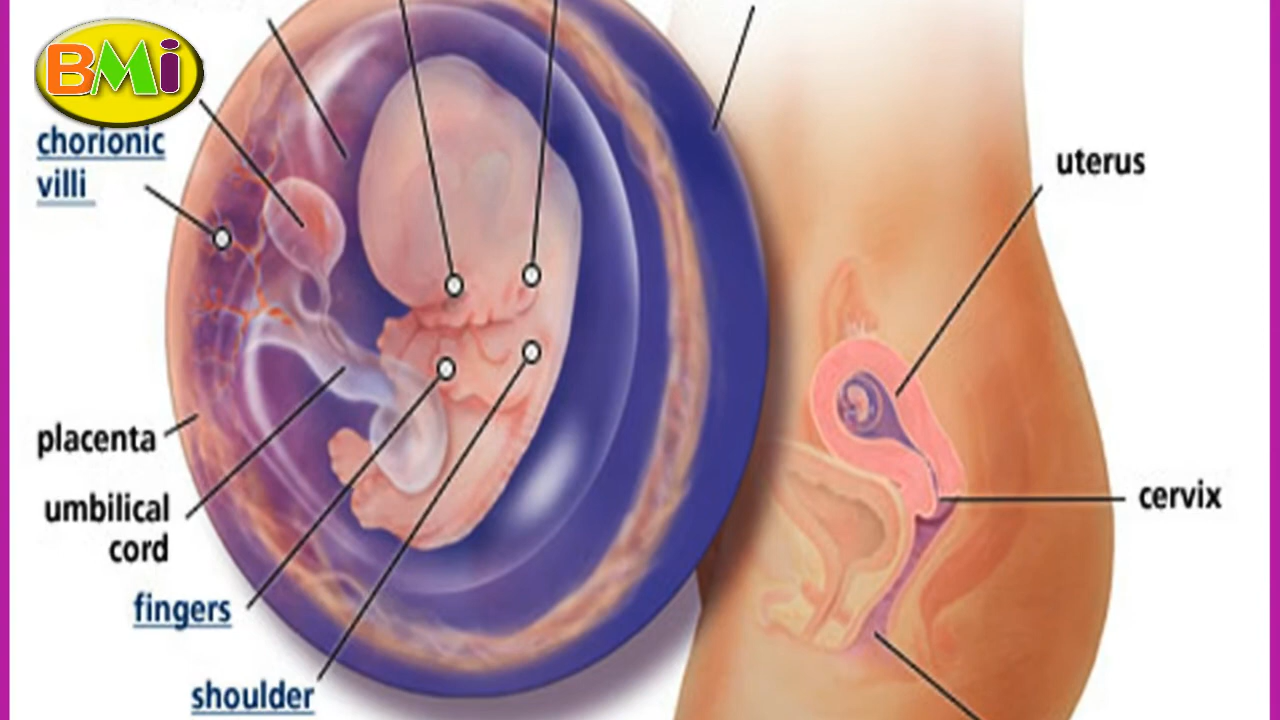 BMi
chorionic
villi
uterus
placenta
cervix
umbilical
cord
fingers
shoulder